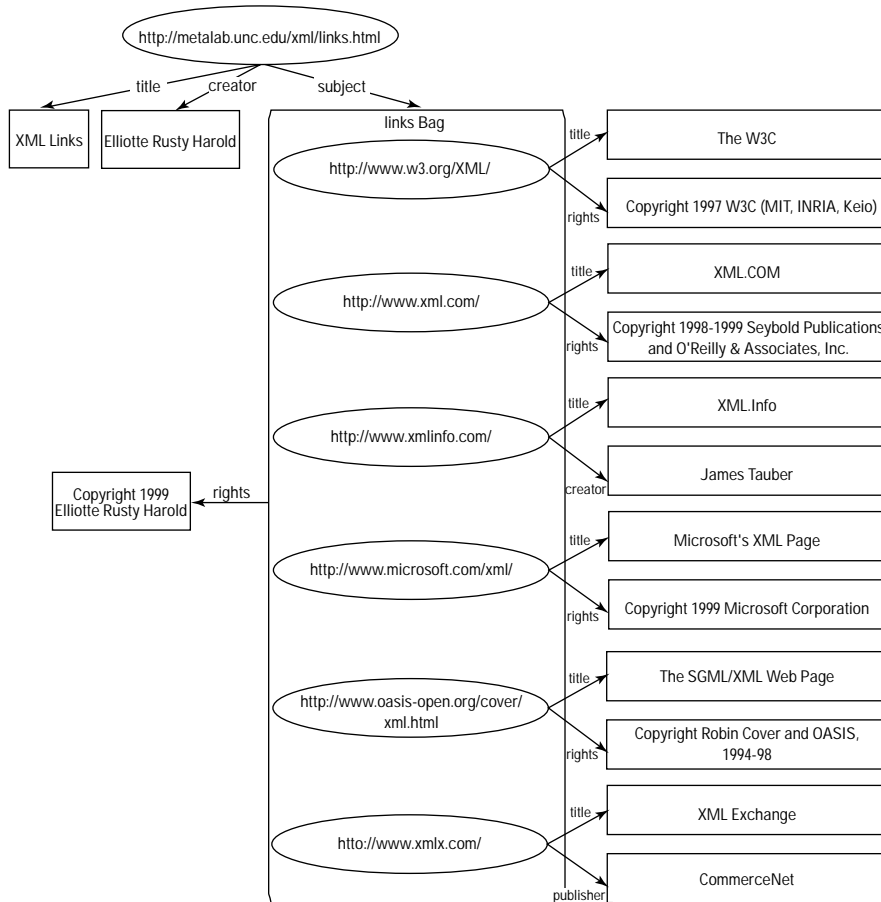 http://metalab.unc.edu/xml/links.html
title
creator
subject
XML Links
Elliotte Rusty Harold
links Bag
http://www.w3.org/XML/
title
The W3C
rights
Copyright 1997 W3C (MIT, INRIA, Keio)
http://www.xml.com/
title
XML.COM
rights
Copyright 1998-1999 Seybold Publications
and O'Reilly & Associates, Inc.
http://www.xmlinfo.com/
title
XML.Info
creator
James Tauber
Copyright 1999
Elliotte Rusty Harold
rights
http://www.microsoft.com/xml/
title
Microsoft's XML Page
rights
Copyright 1999 Microsoft Corporation
http://www.oasis-open.org/cover/
xml.html
title
The SGML/XML Web Page
rights
Copyright Robin Cover and OASIS,
1994-98
htto://www.xmlx.com/
title
XML Exchange
publisher
CommerceNet